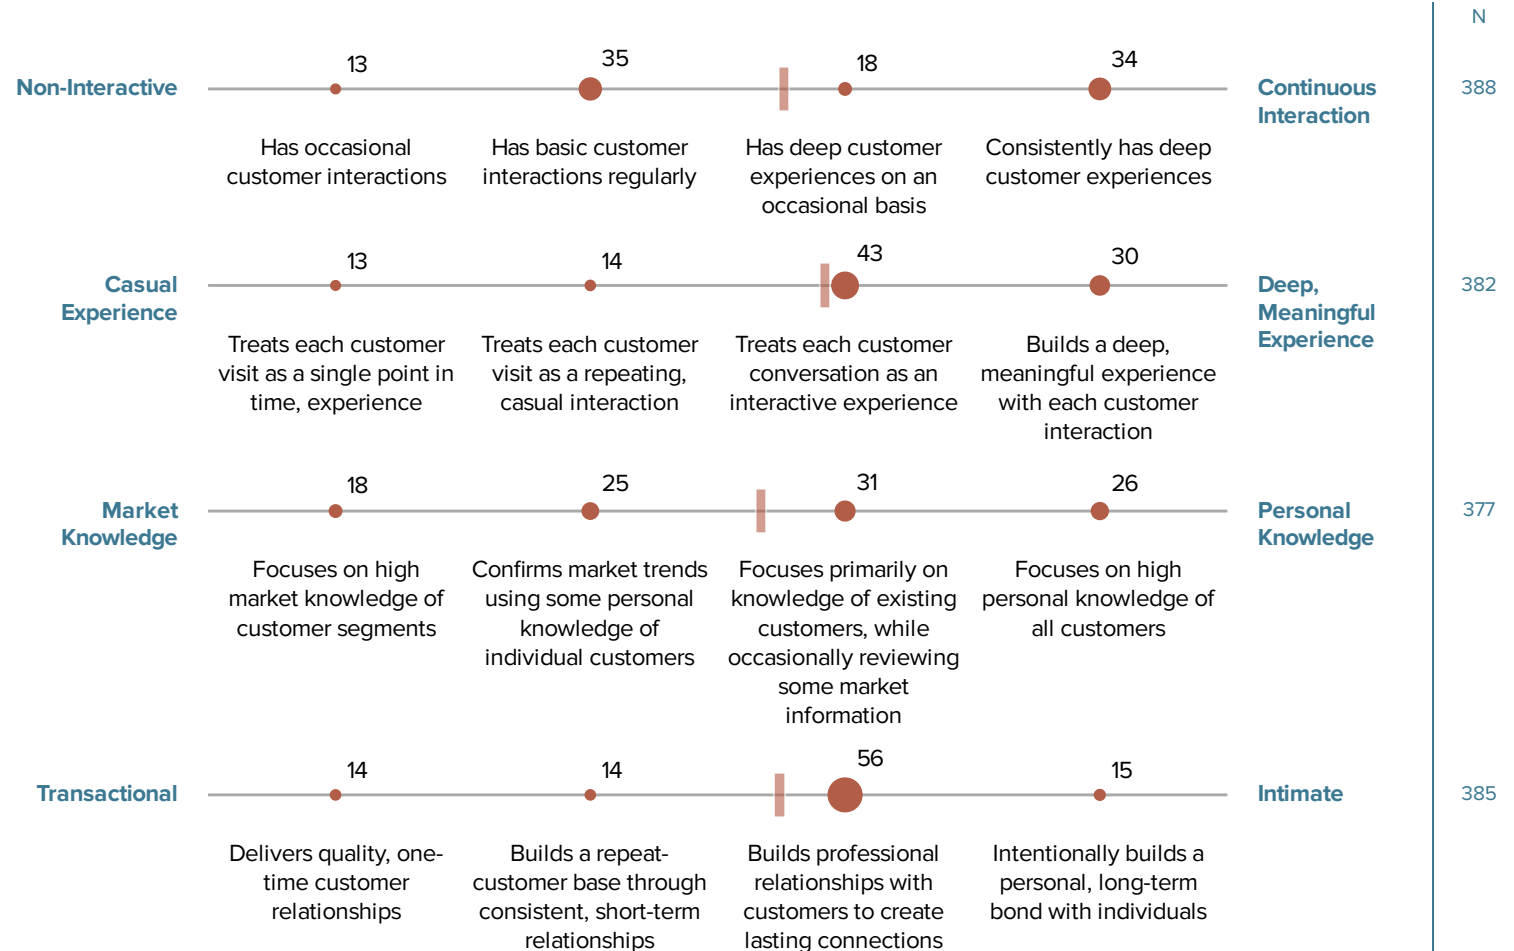 N
13
35
18
34
Non-Interactive
Continuous
Interaction
388
Has occasional
customer interactions
Has basic customer
interactions regularly
Has deep customer
experiences on an
occasional basis
Consistently has deep
customer experiences
13
14
43
30
Casual
Experience
Deep,
Meaningful
Experience
382
Treats each customer
visit as a single point in
time, experience
Treats each customer
visit as a repeating,
casual interaction
Treats each customer
conversation as an
interactive experience
Builds a deep,
meaningful experience
with each customer
interaction
18
25
31
26
Market
Knowledge
Personal
Knowledge
377
Focuses on high
market knowledge of
customer segments
Confirms market trends
using some personal
knowledge of
individual customers
Focuses primarily on
knowledge of existing
customers, while
occasionally reviewing
some market
information
Focuses on high
personal knowledge of
all customers
14
14
56
15
Transactional
Intimate
385
Delivers quality, one-
time customer
relationships
Builds a repeat-
customer base through
consistent, short-term
relationships
Builds professional
relationships with
customers to create
lasting connections
Intentionally builds a
personal, long-term
bond with individuals